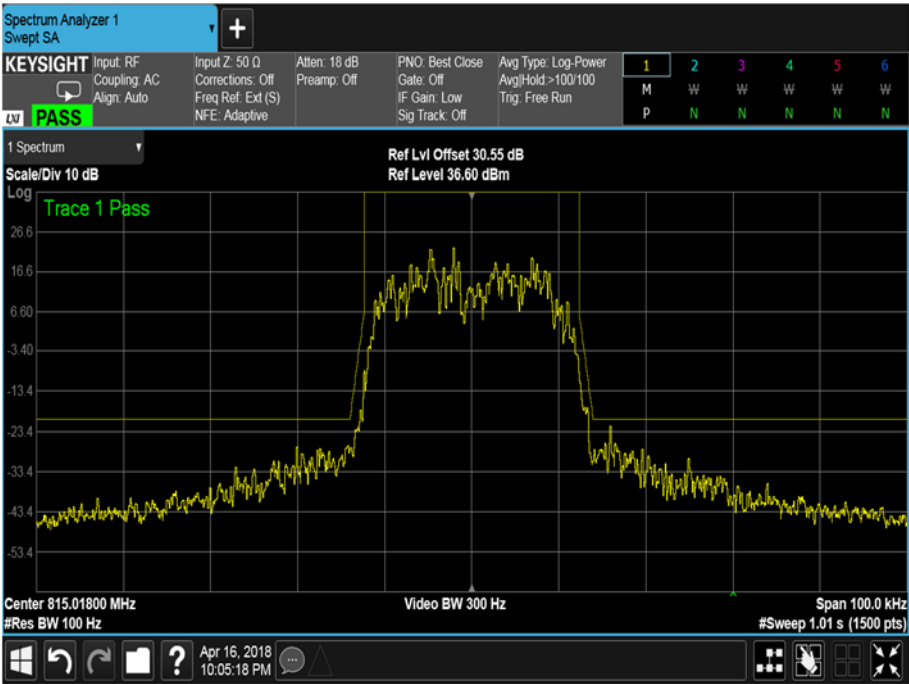 Spectrum Analyzer 1
Swept SA
+
KEYSIGHT
Input: RF
Coupling: AC
Align: Auto
LXI PASS
Input Z: 50 Ω
Corrections: Off
Freq Ref: Ext (S)
NFE: Adaptive
Atten: 18 dB
Preamp: Off
PNO: Best Close
Gate: Off
IF Gain: Low
Sig Track: Off
Avg Type: Log-Power
Avg|Hold:>100/100
Trig: Free Run
1 2 3 4 5 6
M W W W W W
P N N N N N
1 Spectrum
Scale/Div 10 dB
Ref Lvl Offset 30.55 dB
Ref Level 36.60 dBm
Log
Trace 1 Pass
26.6
16.6
6.60
-3.40
-13.4
-23.4
-33.4
-43.4
-53.4
Center 815.01800 MHz
#Res BW 100 Hz
Video BW 300 Hz
Span 100.0 kHz
#Sweep 1.01 s (1500 pts)
?
Apr 16, 2018
10:05:18 PM